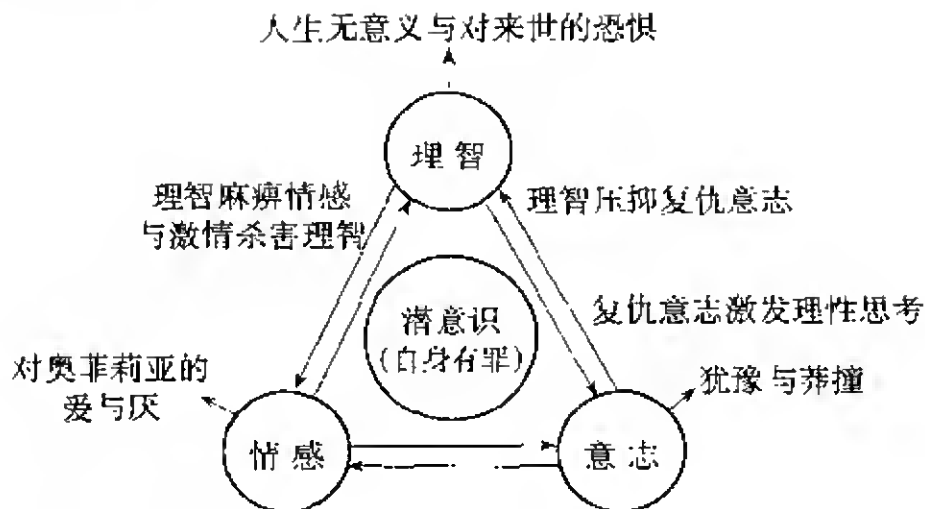 人生无意义与对来世的恐惧
理智
理智麻痹情感
与激情杀害理智
理智压抑复仇意志
潜意识
(自身有罪)
复仇意志激发理性思考
对奥菲莉亚的
爱与厌
犹豫与莽撞
情感
意志